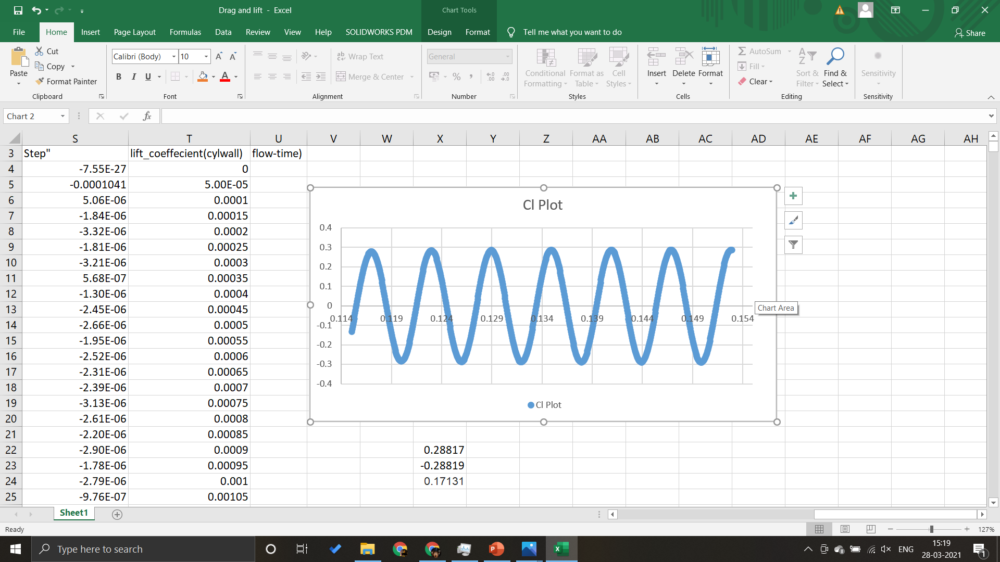 Drag and lift - Excel
Chart Tools
File Home Insert Page Layout Formulas Data Review View Help SOLIDWORKS PDM Design Format Tell me what you want to do Share
Paste
Cut
Copy
Format Painter
Clipboard
Calibri (Body) 10 A A
B I U A
Font
ab Wrap Text
Merge & Center
Alignment
General
% ,
Number
Conditional Formatting
Format as Table
Cell Styles
Styles
Insert Delete Format
Cells
AutoSum
Fill
Clear
Sort & Filter
Find & Select
Editing
Sensitivity
Sensitivity
Chart 2 fx
S T U V W X Y Z AA AB AC AD AE AF AG AH
3 Step" lift_coeffecient(cylwall) flow-time)
4 -7.55E-27 0
5 -0.0001041 5.00E-05
6 5.06E-06 0.0001
7 -1.84E-06 0.00015
8 -3.32E-06 0.0002
9 -1.81E-06 0.00025
10 -3.21E-06 0.0003
11 5.68E-07 0.00035
12 -1.30E-06 0.0004
13 -2.45E-06 0.00045
14 -2.66E-06 0.0005
15 -1.95E-06 0.00055
16 -2.52E-06 0.0006
17 -2.31E-06 0.00065
18 -2.39E-06 0.0007
19 -3.13E-06 0.00075
20 -2.61E-06 0.0008
21 -2.20E-06 0.00085
22 -2.90E-06 0.0009 0.28817
23 -1.78E-06 0.00095 -0.28819
24 -2.79E-06 0.001 0.17131
25 -9.76E-07 0.00105
Cl Plot
0.4
0.3
0.2
0.1
0
-0.1
-0.2
-0.3
-0.4
0.114 0.119 0.124 0.129 0.134 0.139 0.144 0.149 0.154
Cl Plot
Chart Area
Sheet1
Ready
127%
Type here to search
ENG
15:19
28-03-2021
1